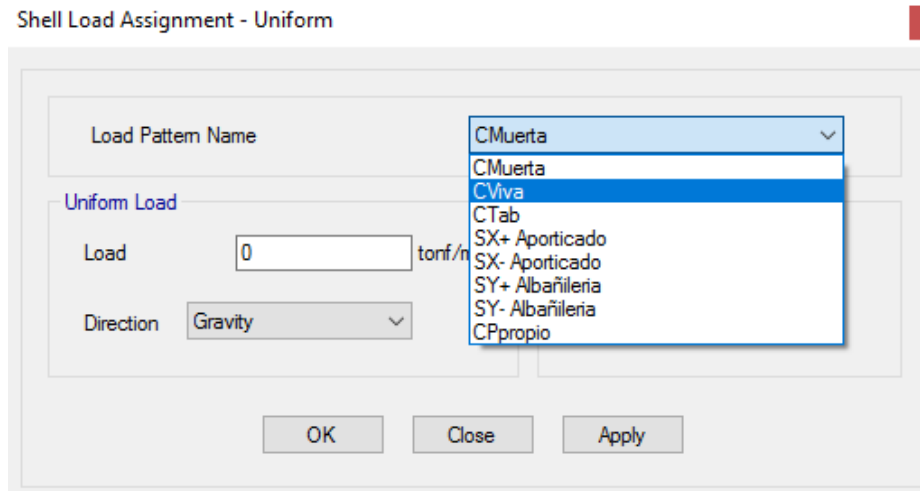 Shell Load Assignment - Uniform
Load Pattern Name
CMuerta
CMuerta
CViva
CTab
SX+ Aporticado
SX- Aporticado
SY+ Albañileria
SY- Albañileria
CPpropio
Uniform Load
Load
0
Direction
Gravity
OK
Close
Apply